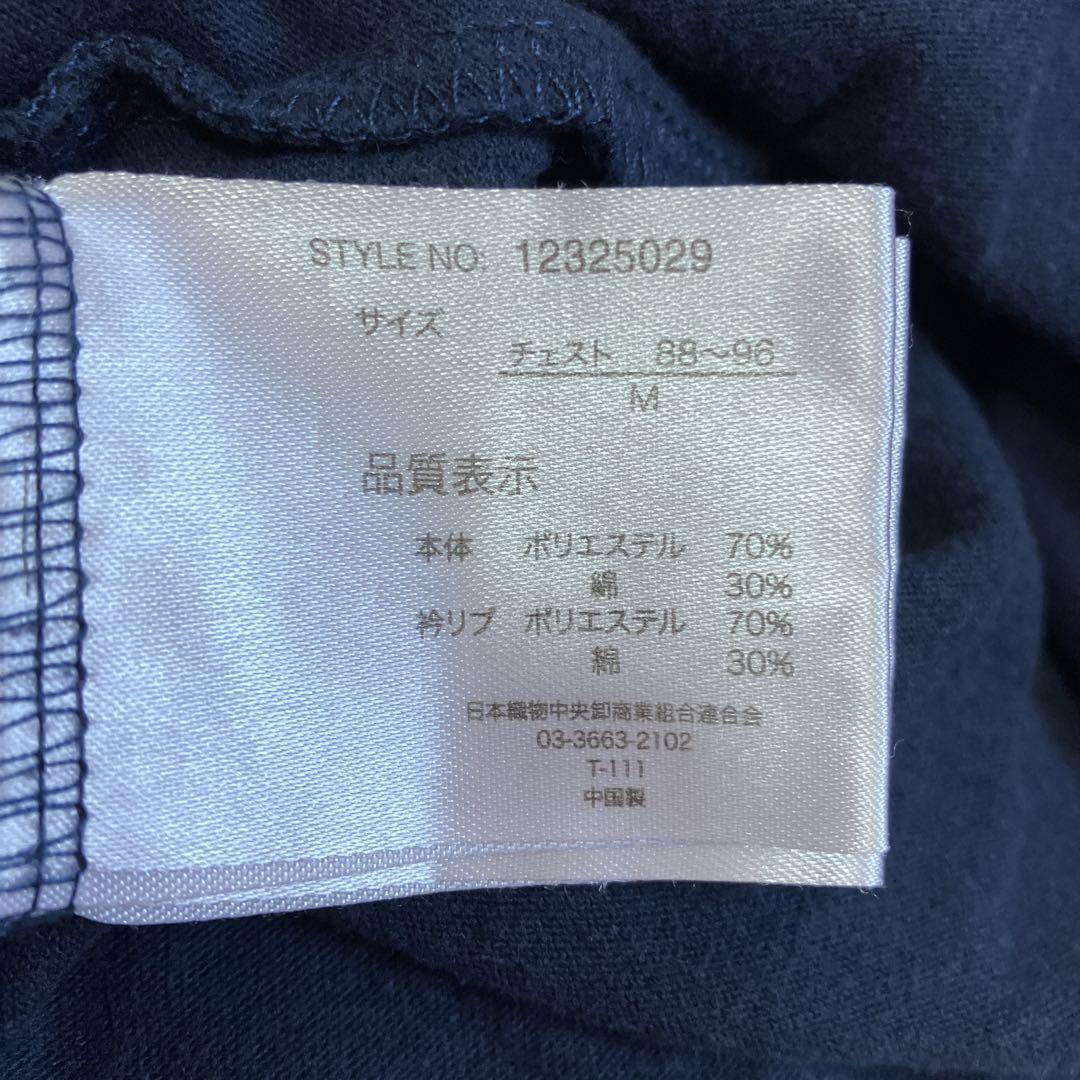 STYLE NO: 12325029
サイズ
チェスト 88～96
M
品質表示
本体 ポリエステル 70%
綿 30%
衿リブ ポリエステル 70%
綿 30%
日本織物中央卸商業組合連合会
03-3663-2102
T-111
中国製